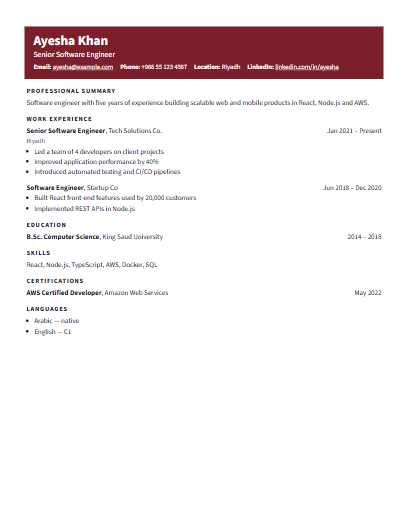 Ayesha Khan
Senior Software Engineer
Email: ayesha@example.com Phone: +966 55 123 4567 Location: Riyadh LinkedIn: linkedin.com/in/ayesha
PROFESSIONAL SUMMARY
Software engineer with five years of experience building scalable web and mobile products in React, Node.js and AWS.
WORK EXPERIENCE
Senior Software Engineer, Tech Solutions Co. Jan 2021 – Present
Riyadh
• Led a team of 4 developers on client projects
• Improved application performance by 40%
• Introduced automated testing and CI/CD pipelines
Software Engineer, Startup Co Jun 2018 – Dec 2020
• Built React front-end features used by 20,000 customers
• Implemented REST APIs in Node.js
EDUCATION
B.Sc. Computer Science, King Saud University 2014 – 2018
SKILLS
React, Node.js, TypeScript, AWS, Docker, SQL
CERTIFICATIONS
AWS Certified Developer, Amazon Web Services May 2022
LANGUAGES
• Arabic — native
• English — C1